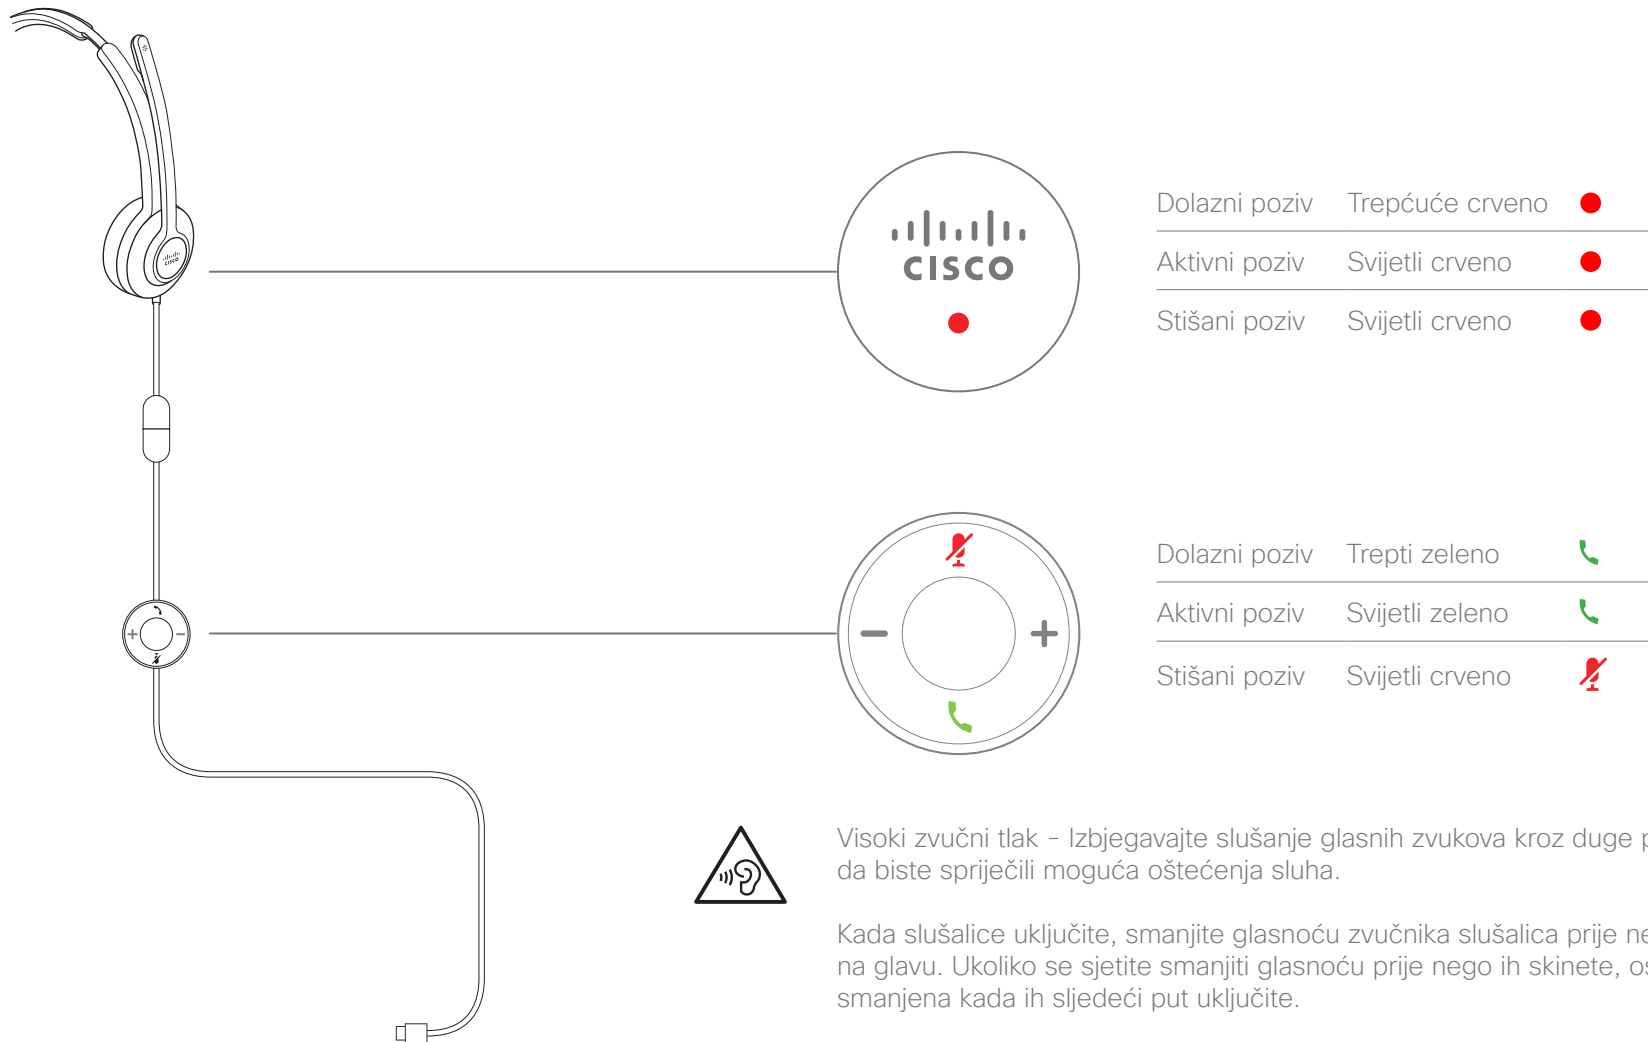 CISCO
Dolazni poziv Trepćuće crveno
Aktivni poziv Svijetli crveno
Stišani poziv Svijetli crveno
CISCO
Dolazni poziv Trepti zeleno
Aktivni poziv Svijetli zeleno
Stišani poziv Svijetli crveno
Visoki zvučni tlak - Izbjegavajte slušanje glasnih zvukova kroz duge
da biste spriječili moguća oštećenja sluha.
Kada slušalice uključite, smanjite glasnoću zvučnika slušalica prije
na glavu. Ukoliko se sjetite smanjiti glasnoću prije nego ih skinete,
smanjena kada ih sljedeći put uključite.